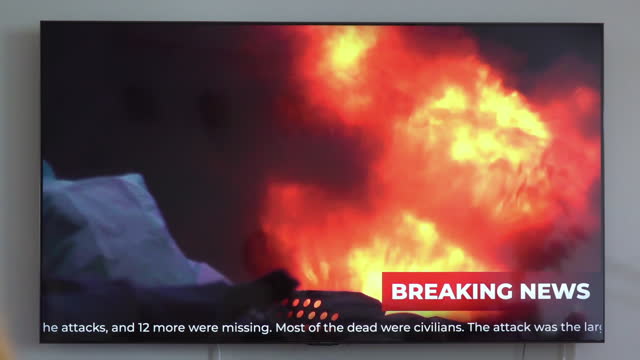 BREAKING NEWS
he attacks, and 12 more were missing. Most of the dead were civilians. The attack was the